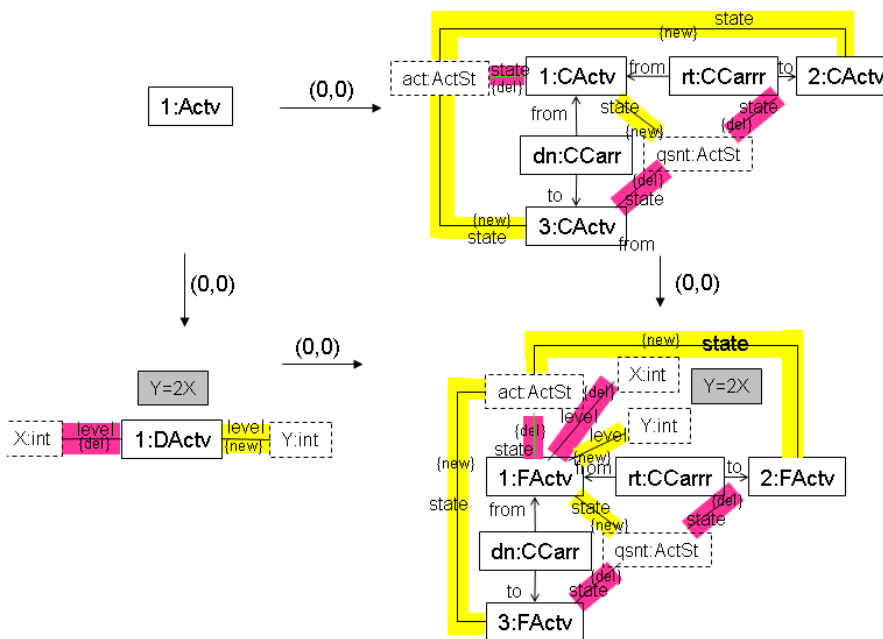 state
{new}
act:ActSt
state
{del}
1:CActv
from
rt:CCarrr
to
2:CActv
1:Actv
(0,0)
state
{new}
state
{del}
from
dn:CCarr
qsnt:ActSt
to
{del}
state
{new}
state
3:CActv
from
(0,0)
(0,0)
(0,0)
{new}
state
Y=2X
act:ActSt
X:int
{del}
level
Y=2X
X:int
level
{del}
1:DActv
level
{new}
Y:int
{del}
state
level
Y:int
{new}
{new}
state
1:FActv
from
rt:CCarrr
to
2:FActv
from
state
{new}
{del}
state
dn:CCarr
qsnt:ActSt
to
{del}
state
3:FActv